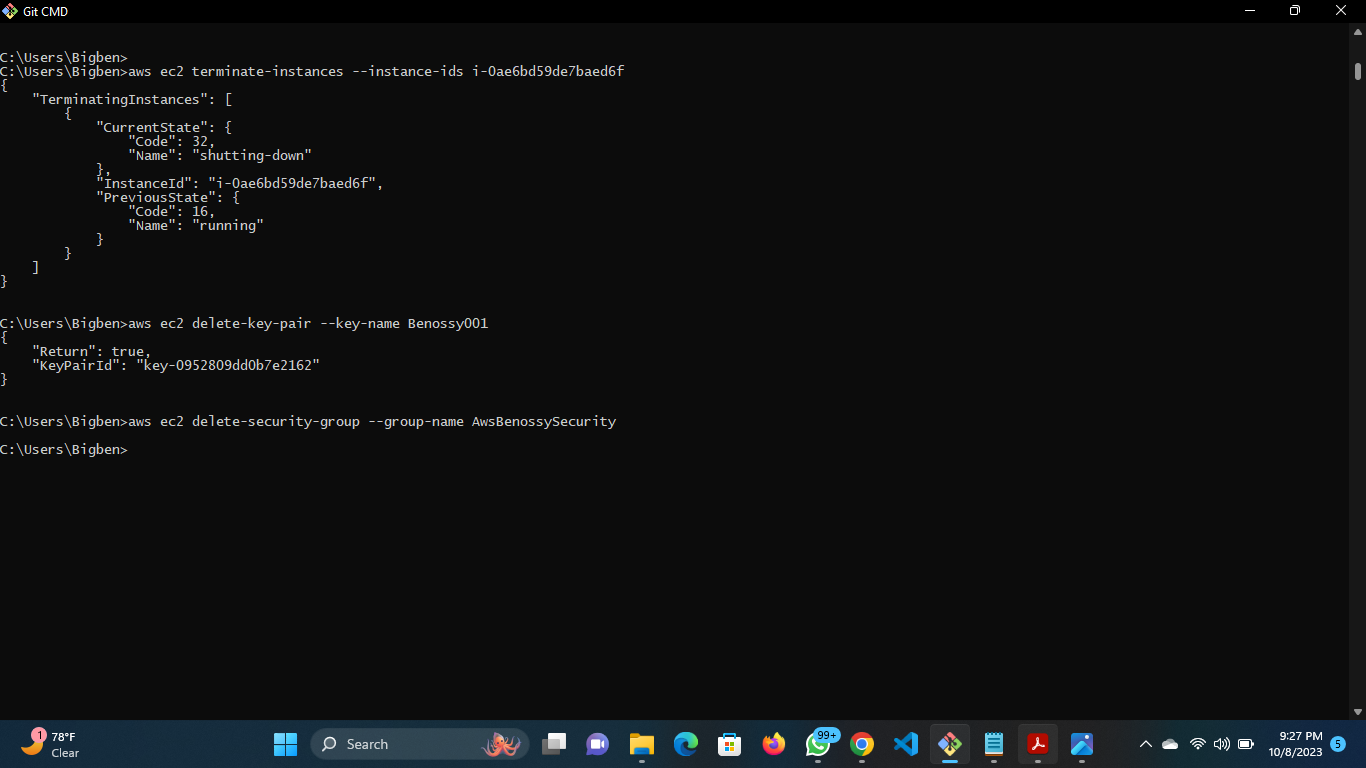 Git CMD
C:\Users\Bigben>
C:\Users\Bigben>aws ec2 terminate-instances --instance-ids i-0ae6bd59de7baed6f
{
    "TerminatingInstances": [
        {
            "CurrentState": {
                "Code": 32,
                "Name": "shutting-down"
            },
            "InstanceId": "i-0ae6bd59de7baed6f",
            "PreviousState": {
                "Code": 16,
                "Name": "running"
            }
        }
    ]
}
C:\Users\Bigben>aws ec2 delete-key-pair --key-name Benossy001
{
    "Return": true,
    "KeyPairId": "key-0952809dd0b7e2162"
}
C:\Users\Bigben>aws ec2 delete-security-group --group-name AwsBenossySecurity
C:\Users\Bigben>
1
78°F
Clear
Search
99+
9:27 PM
10/8/2023
5